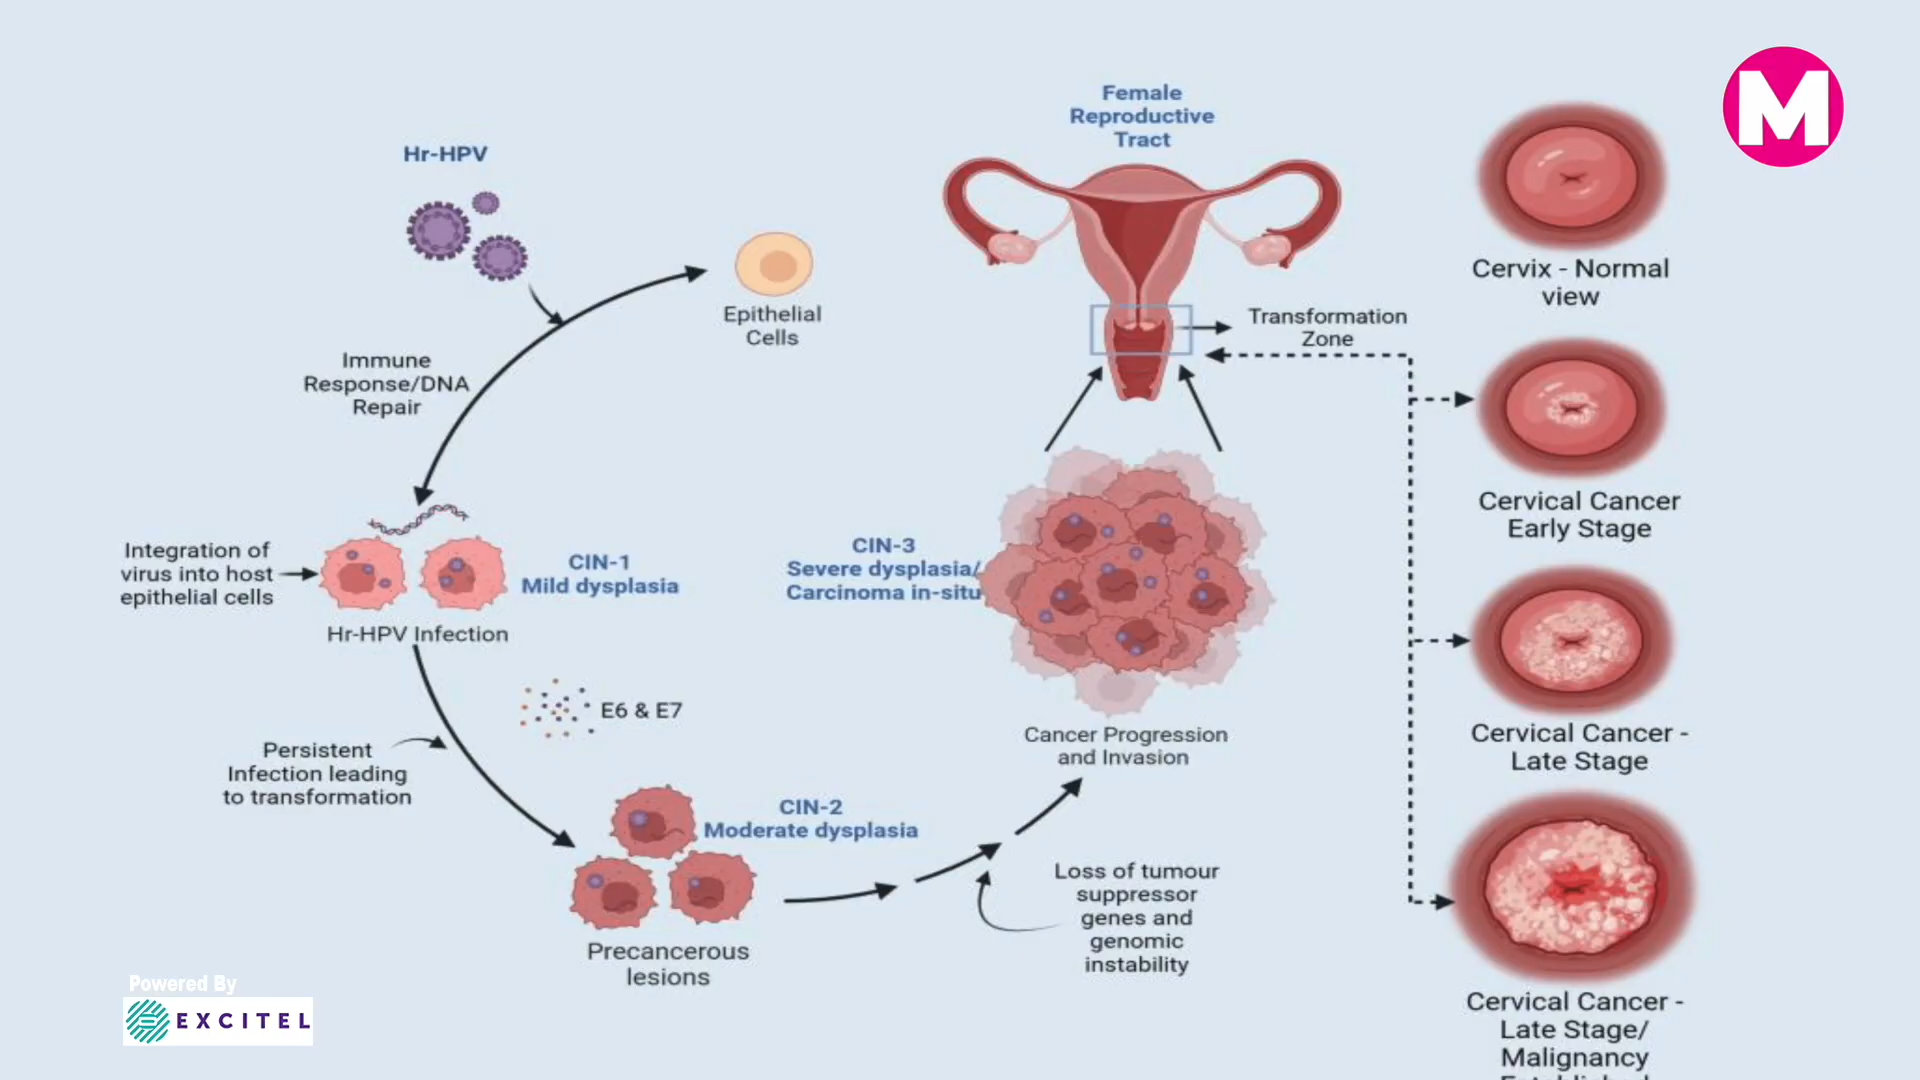 Hr-HPV
Epithelial
Cells
Immune
Response/DNA
Repair
Integration of
virus into host
epithelial cells
CIN-1
Mild dysplasia
Hr-HPV Infection
E6 & E7
Persistent
Infection leading
to transformation
CIN-2
Moderate dysplasia
Precancerous
lesions
Loss of tumour
suppressor
genes and
genomic
instability
CIN-3
Severe dysplasia/
Carcinoma in-situ
Cancer Progression
and Invasion
Female
Reproductive
Tract
Transformation
Zone
Cervix - Normal
view
Cervical Cancer
Early Stage
Cervical Cancer -
Late Stage
Cervical Cancer -
Late Stage/
Malignancy
M
Powered By
EXCITEL